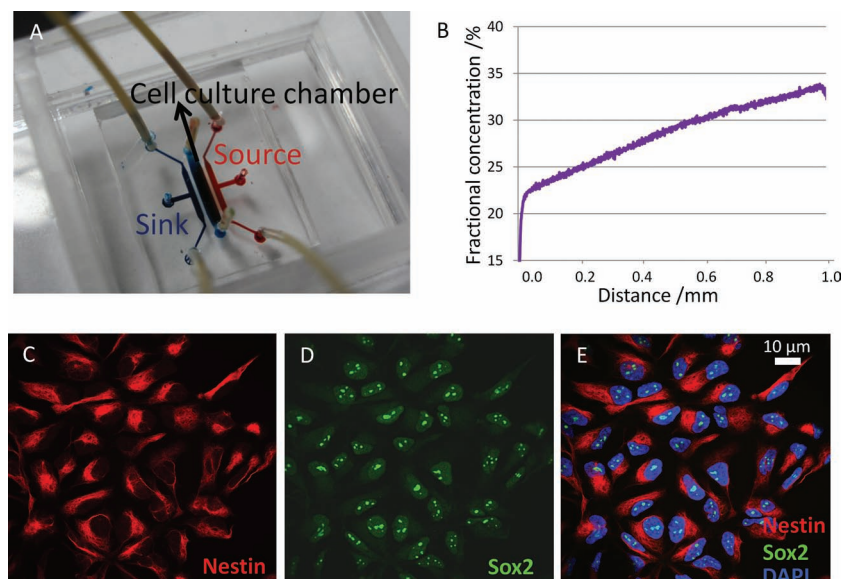 A
Cell culture chamber
Source
Sink
B
Fractional concentration /%
40
35
30
25
20
15
0.0 0.2 0.4 0.6 0.8 1.0
Distance /mm
C
Nestin
D
Sox2
E
10 μm
Nestin
Sox2
DAPI